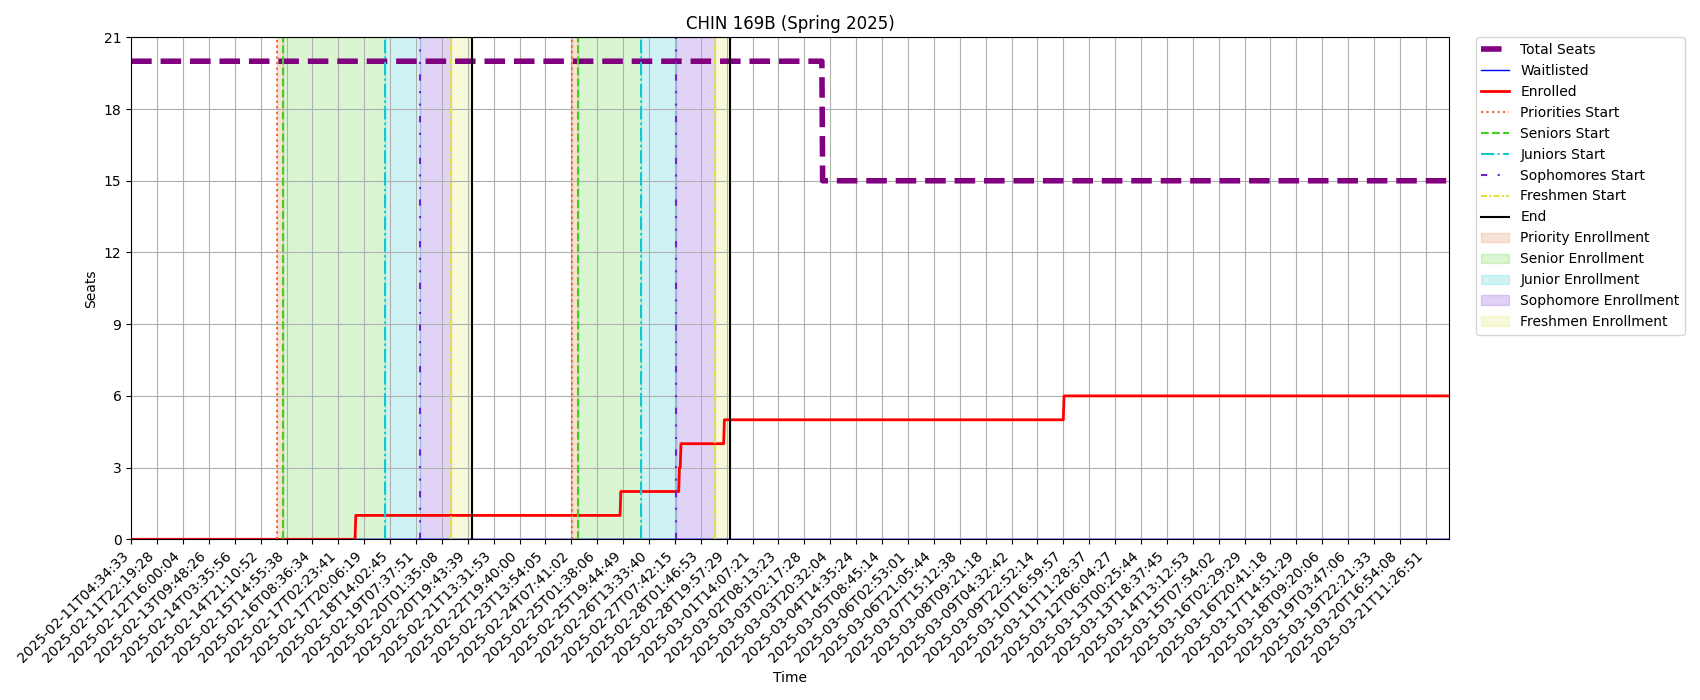 CHIN 169B (Spring 2025)
21
18
15
12
9
6
3
0
Seats
2025-02-11T04:34:33
2025-02-11T22:19:28
2025-02-12T16:00:04
2025-02-13T09:48:26
2025-02-14T03:35:56
2025-02-14T21:10:52
2025-02-15T14:55:38
2025-02-16T08:36:34
2025-02-17T02:23:41
2025-02-17T20:06:19
2025-02-18T14:02:45
2025-02-19T07:37:51
2025-02-20T01:35:08
2025-02-20T19:43:39
2025-02-21T13:31:53
2025-02-22T19:40:00
2025-02-23T13:54:05
2025-02-24T07:41:02
2025-02-25T01:38:06
2025-02-25T19:44:49
2025-02-26T13:33:40
2025-02-27T07:42:15
2025-02-28T01:46:53
2025-02-28T19:57:29
2025-03-01T14:07:21
2025-03-02T08:13:23
2025-03-03T02:17:28
2025-03-03T20:32:04
2025-03-04T14:35:24
2025-03-05T08:45:14
2025-03-06T02:53:01
2025-03-06T21:05:44
2025-03-07T15:12:38
2025-03-08T09:21:18
2025-03-09T04:32:42
2025-03-09T22:52:14
2025-03-10T16:59:57
2025-03-11T11:28:37
2025-03-12T06:04:27
2025-03-13T00:25:44
2025-03-13T18:37:45
2025-03-14T13:12:53
2025-03-15T07:54:02
2025-03-16T02:29:29
2025-03-16T20:41:18
2025-03-17T14:51:29
2025-03-18T09:20:06
2025-03-19T03:47:06
2025-03-19T22:21:33
2025-03-20T16:54:08
2025-03-21T11:26:51
Time
Total Seats
Waitlisted
Enrolled
Priorities Start
Seniors Start
Juniors Start
Sophomores Start
Freshmen Start
End
Priority Enrollment
Senior Enrollment
Junior Enrollment
Sophomore Enrollment
Freshmen Enrollment